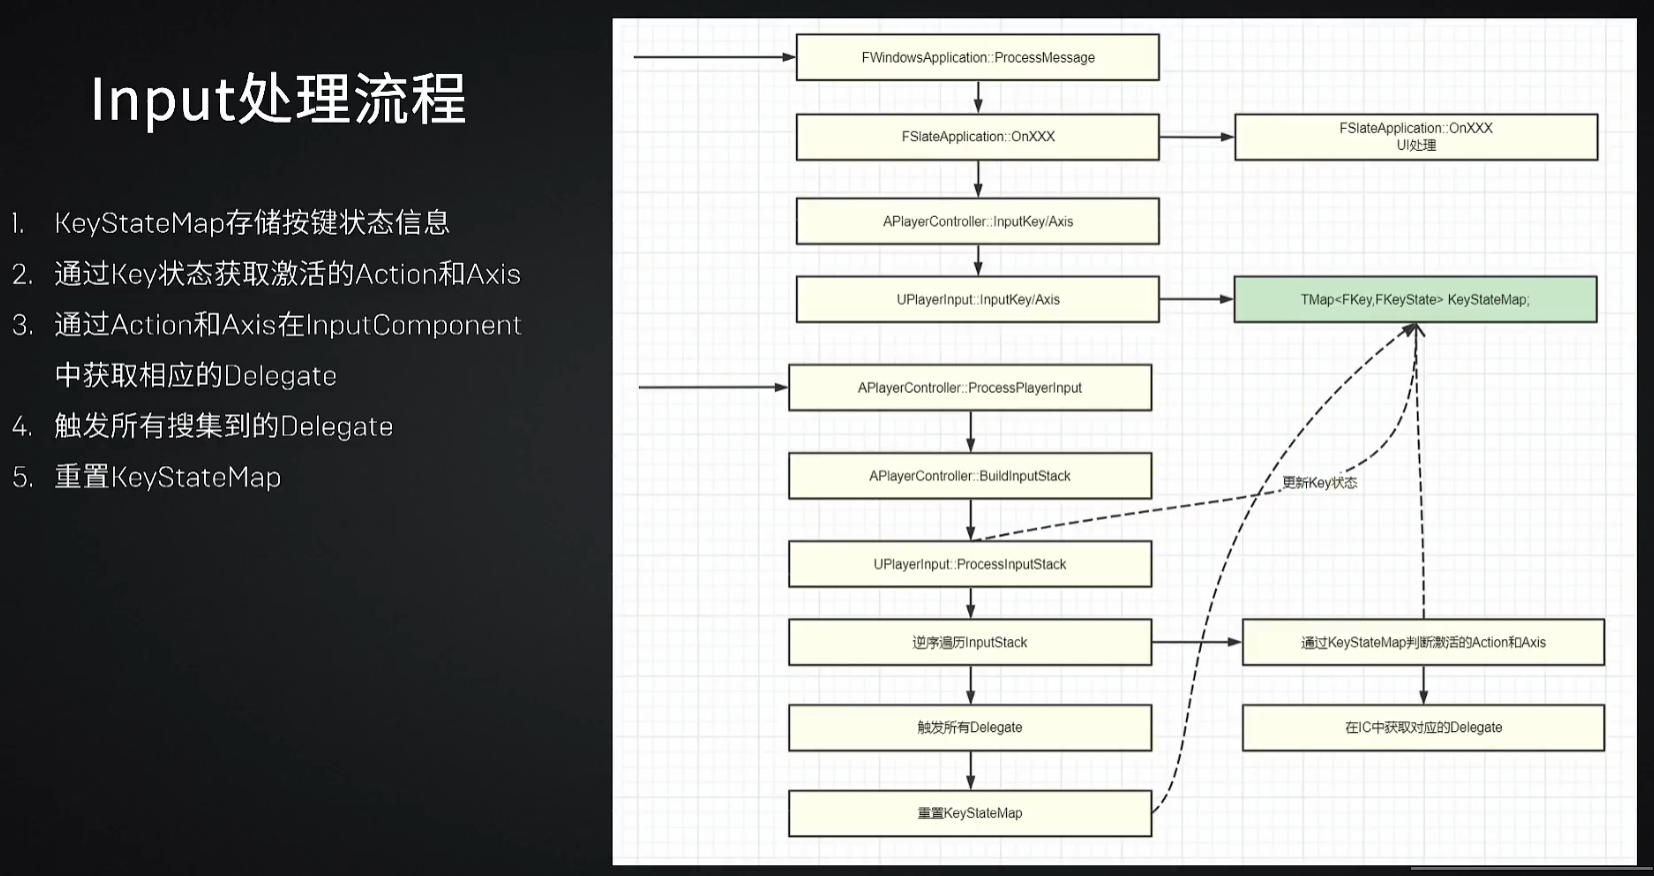 Input处理流程
1. KeyStateMap存储按键状态信息
2. 通过Key状态获取激活的Action和Axis
3. 通过Action和Axis在InputComponent
中获取相应的Delegate
4. 触发所有搜集到的Delegate
5. 重置KeyStateMap
FWindowsApplication::ProcessMessage
FSlateApplication::OnXXX
FSlateApplication::OnXXX
UI处理
APlayerController::InputKey/Axis
UPlayerInput::InputKey/Axis
TMap<FKey,FKeyState> KeyStateMap;
APlayerController::ProcessPlayerInput
APlayerController::BuildInputStack
更新Key状态
UPlayerInput::ProcessInputStack
逆序遍历InputStack
通过KeyStateMap判断激活的Action和Axis
触发所有Delegate
在IC中获取对应的Delegate
重置KeyStateMap